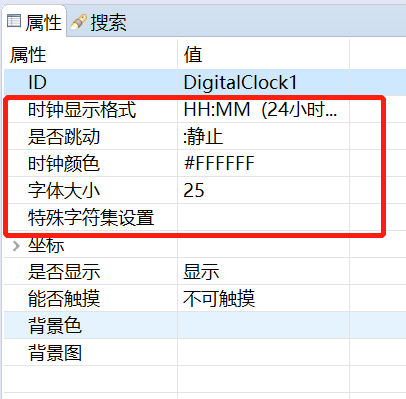 属性 搜索
属性 值
ID DigitalClock1
时钟显示格式 HH:MM (24小时...
是否跳动 :静止
时钟颜色 #FFFFFF
字体大小 25
特殊字符集设置
坐标
是否显示 显示
能否触摸 不可触摸
背景色
背景图